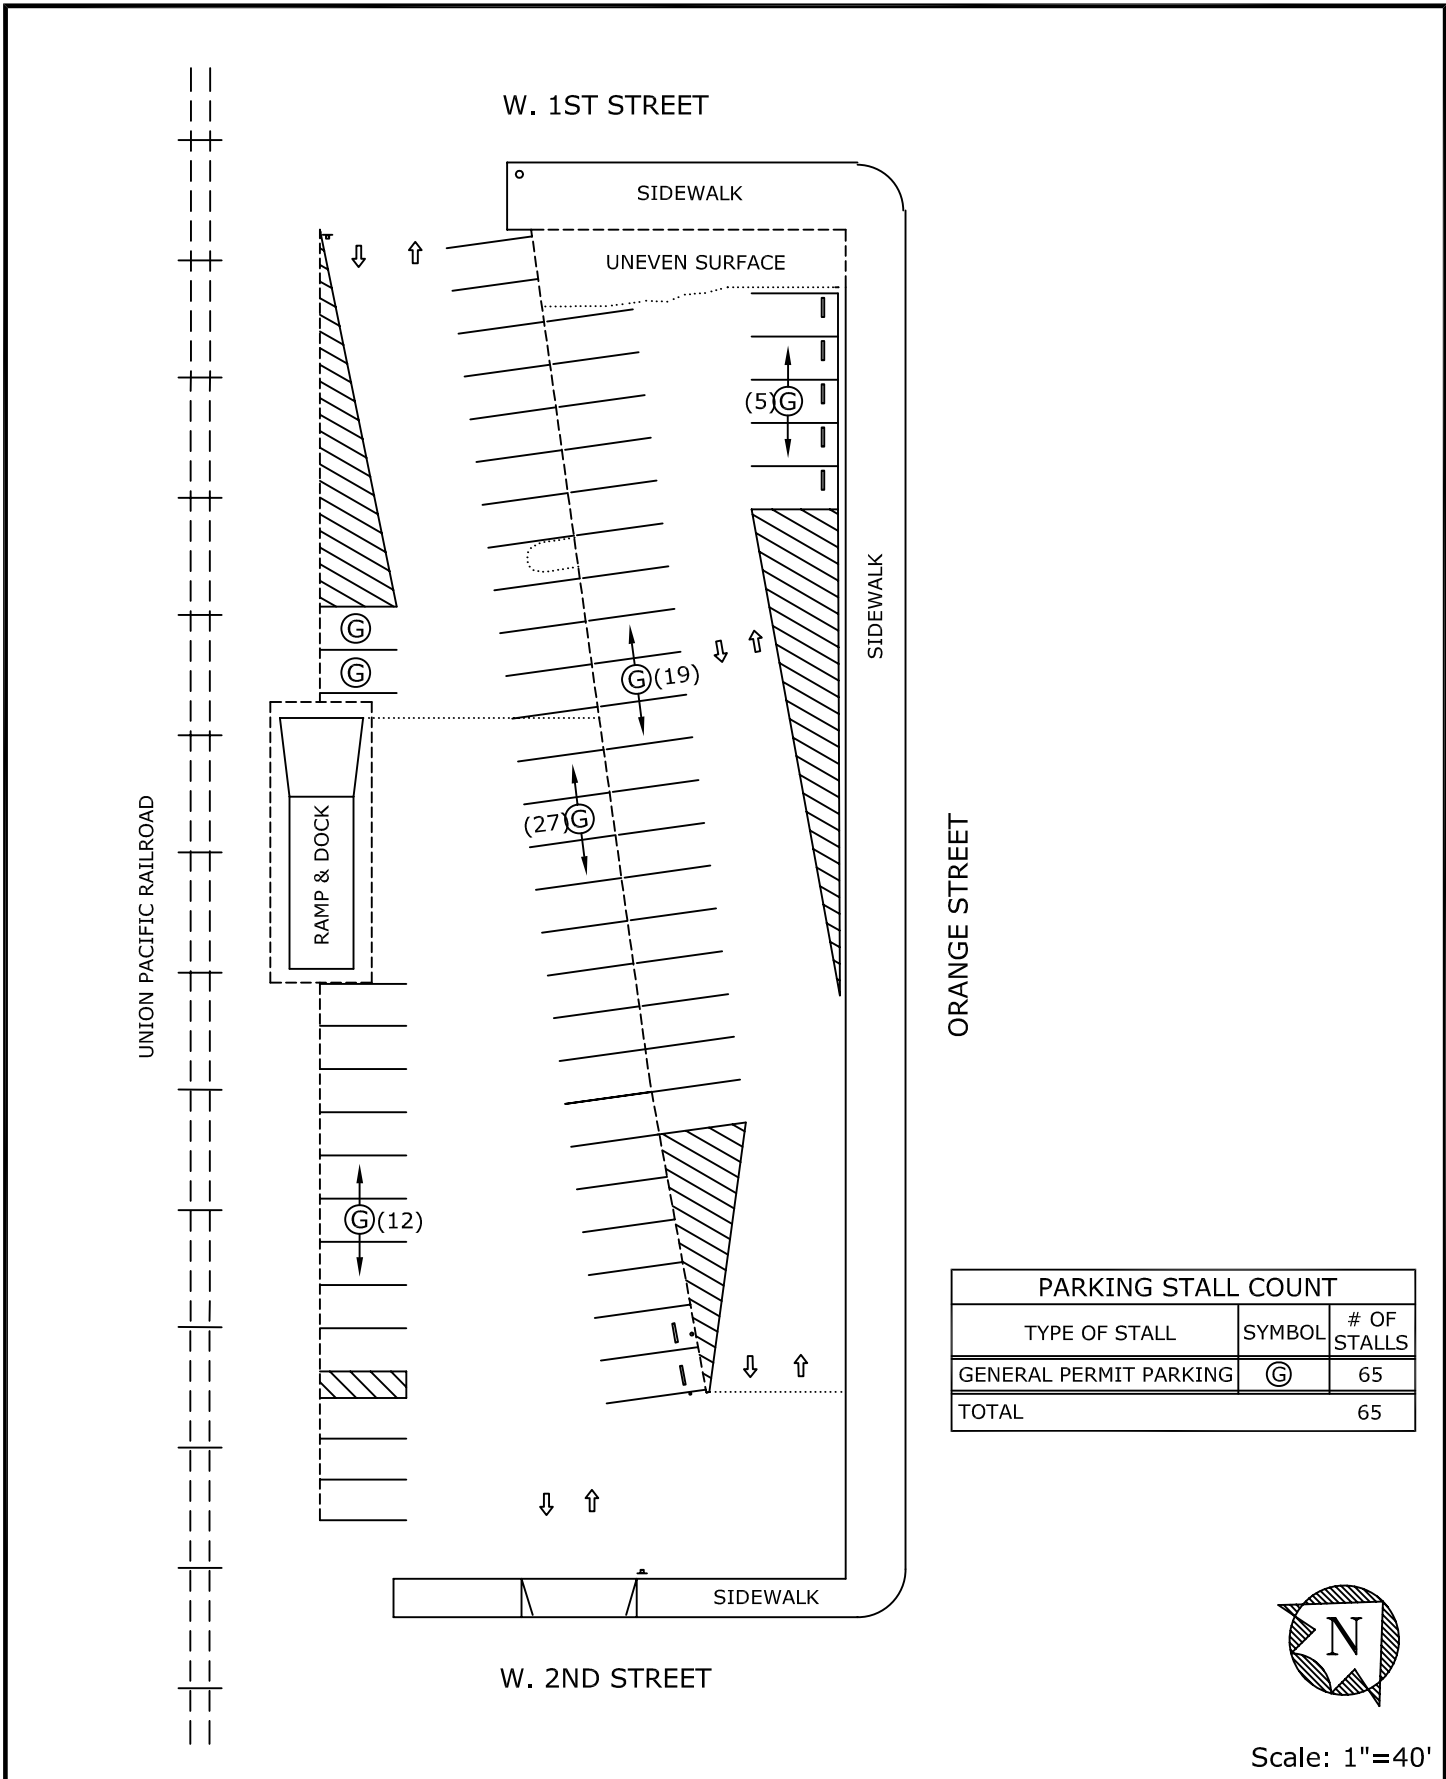 W. 1ST STREET
SIDEWALK
UNEVEN SURFACE
(5)G
SIDEWALK
G
G
G(19)
(27)G
RAMP & DOCK
UNION PACIFIC RAILROAD
ORANGE STREET
G(12)
PARKING STALL COUNT
TYPE OF STALL SYMBOL # OF STALLS
GENERAL PERMIT PARKING G 65
TOTAL 65
SIDEWALK
W. 2ND STREET
N
Scale: 1"=40'